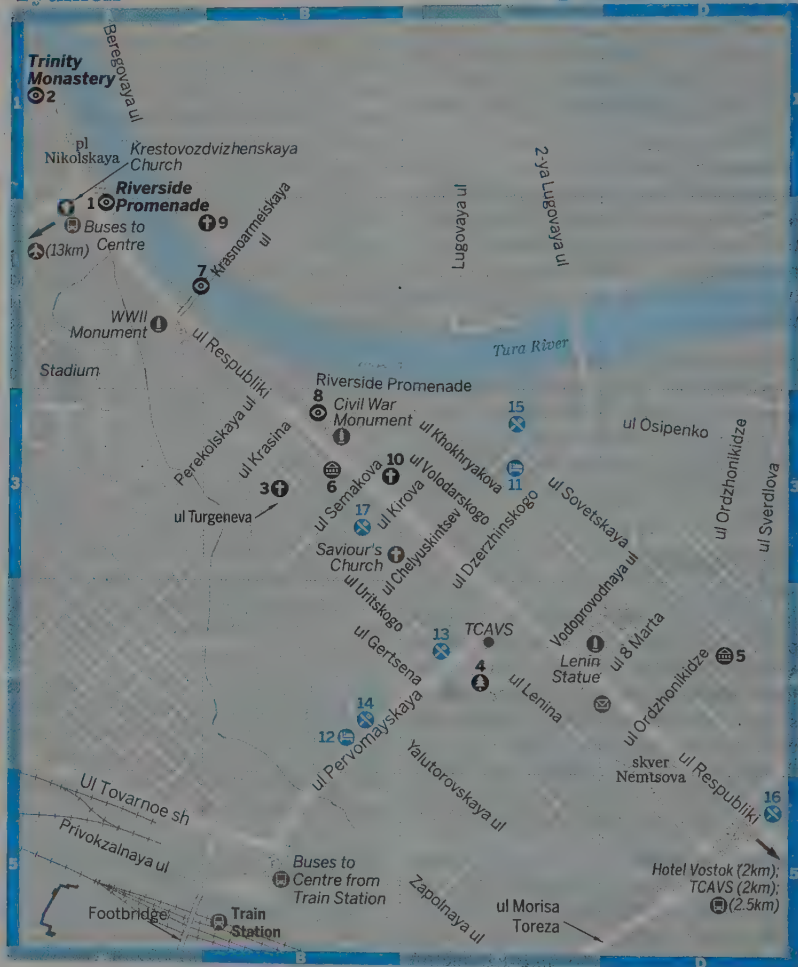 B
D
Trinity
Monastery
2
1
Beregovaya ul
pl
Nikolskaya
Krestovozdvizhenskaya
Church
1
Riverside
Promenade
9
Buses to
Centre
(13km)
Krasnoarmeiskaya
ul
7
Lugovaya ul
2-ya Lugovaya ul
WWII
Monument
ul Respubliki
Stadium
Tura River
Riverside Promenade
8
Civil War
Monument
15
ul Osipenko
Perekolskaya ul
ul Krasina
ul Khokhryakova
ul Ordzhonikidze
ul Sverdlova
3
6
10
11
3
3
ul Semakova
ul Volodarskogo
ul Kirova
17
ul Turgeneva
ul Sovetskaya
ul Dzerzhinskogo
ul Chelyuskintsev
Saviour's
Church
ul Uritskogo
Vodoprovodnaya ul
13
TCAVS
Lenin
Statue
ul 8 Marta
5
ul Gertsena
4
ul Lenina
ul Ordzhonikidze
14
12
ul Pervomayskaya
Yalutorovskaya ul
skver
Nemtsova
ul Respubliki
16
Ul Tovarnoe sh
Privokzalnaya ul
5
5
Buses to
Centre from
Train Station
Hotel Vostok (2km);
TCAVS (2km);
(2.5km)
Zapolnaya ul
ul Morisa
Toreza
Footbridge
Train
Station
B
D